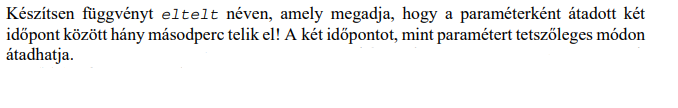 Készítsen függvényt eltelt néven, amely megadja, hogy a paraméterként átadott két
időpont között hány másodperc telik el! A két időpontot, mint paramétert tetszőleges módon
átadhatja.